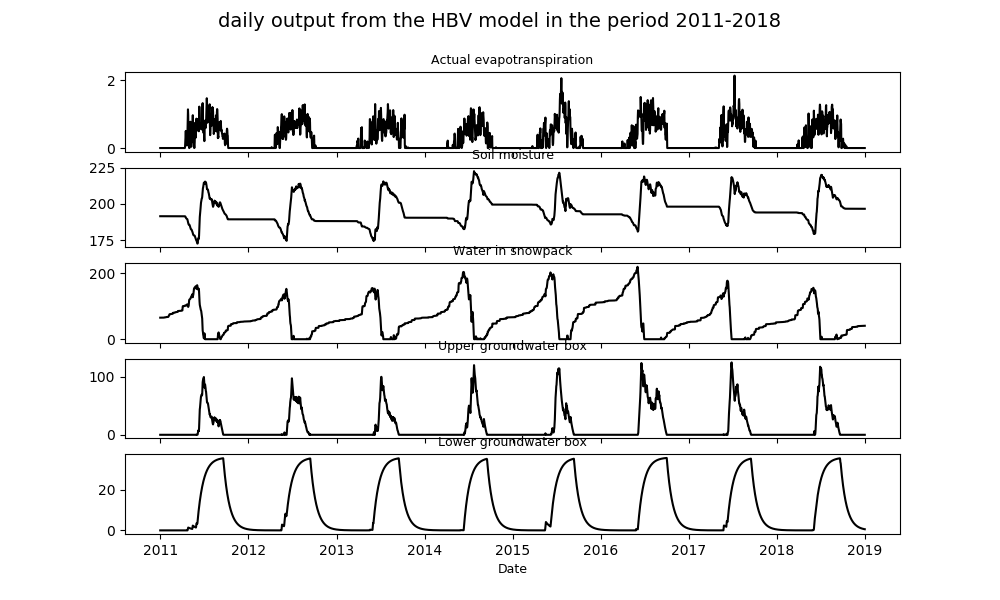 daily output from the HBV model in the period 2011-2018
Actual evapotranspiration
2
0
Soil moisture
225
200
175
Water in snowpack
200
0
Upper groundwater box
100
0
Lower groundwater box
20
0
2011 2012 2013 2014 2015 2016 2017 2018 2019
Date